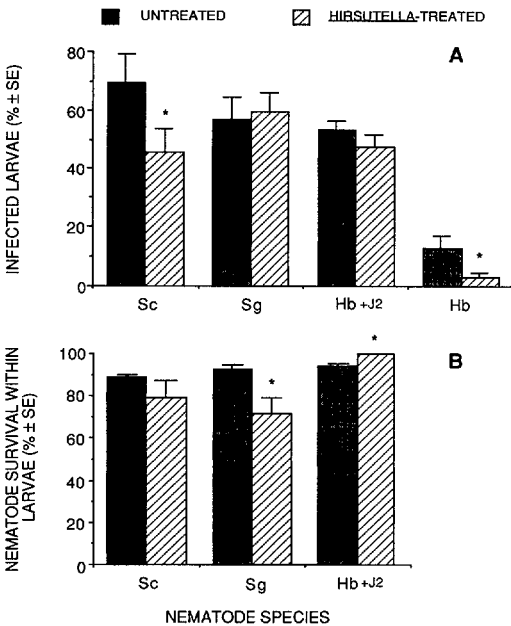 UNTREATED
HIRSUTELLA-TREATED
A
INFECTED LARVAE (% ± SE)
80
60
40
20
0
*
*
Sc
Sg
Hb +J2
Hb
B
NEMATODE SURVIVAL WITHIN
LARVAE (% ± SE)
100
80
60
40
20
0
*
*
Sc
Sg
Hb +J2
NEMATODE SPECIES